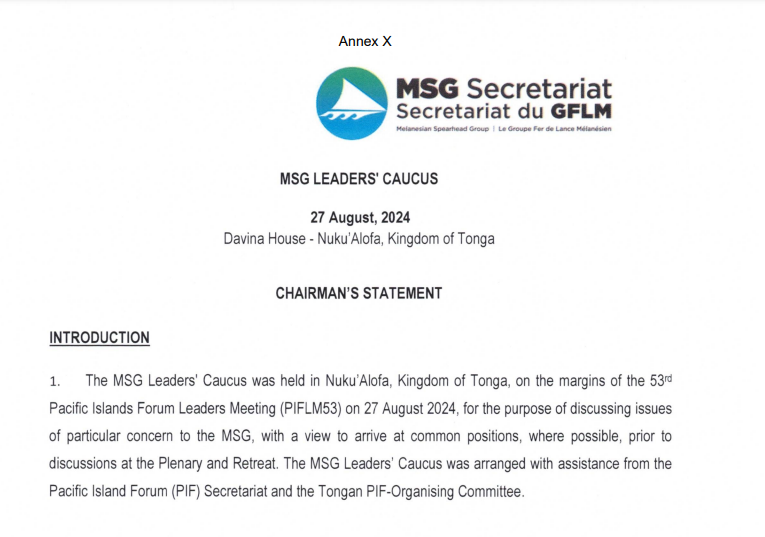 Annex X
MSG Secretariat
Secretariat du GFLM
Melanesian Spearhead Group | Le Groupe Fer de Lance Mélanésien
MSG LEADERS' CAUCUS
27 August, 2024
Davina House - Nuku'Alofa, Kingdom of Tonga
CHAIRMAN'S STATEMENT
INTRODUCTION
1. The MSG Leaders' Caucus was held in Nuku'Alofa, Kingdom of Tonga, on the margins of the 53rd
Pacific Islands Forum Leaders Meeting (PIFLM53) on 27 August 2024, for the purpose of discussing issues
of particular concern to the MSG, with a view to arrive at common positions, where possible, prior to
discussions at the Plenary and Retreat. The MSG Leaders' Caucus was arranged with assistance from the
Pacific Island Forum (PIF) Secretariat and the Tongan PIF-Organising Committee.